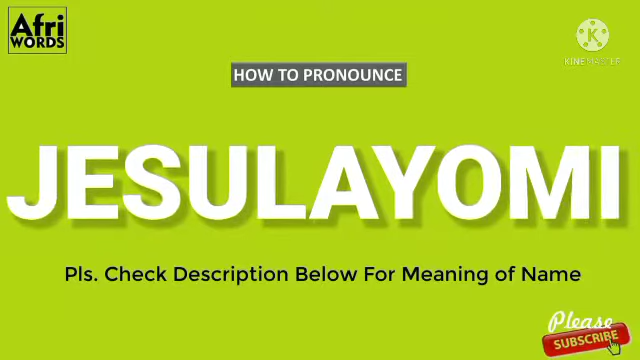 Afri
WORDS
K
KINEMASTER
HOW TO PRONOUNCE
JESULAYOMI
Pls. Check Description Below For Meaning of Name
Please
SUBSCRIBE